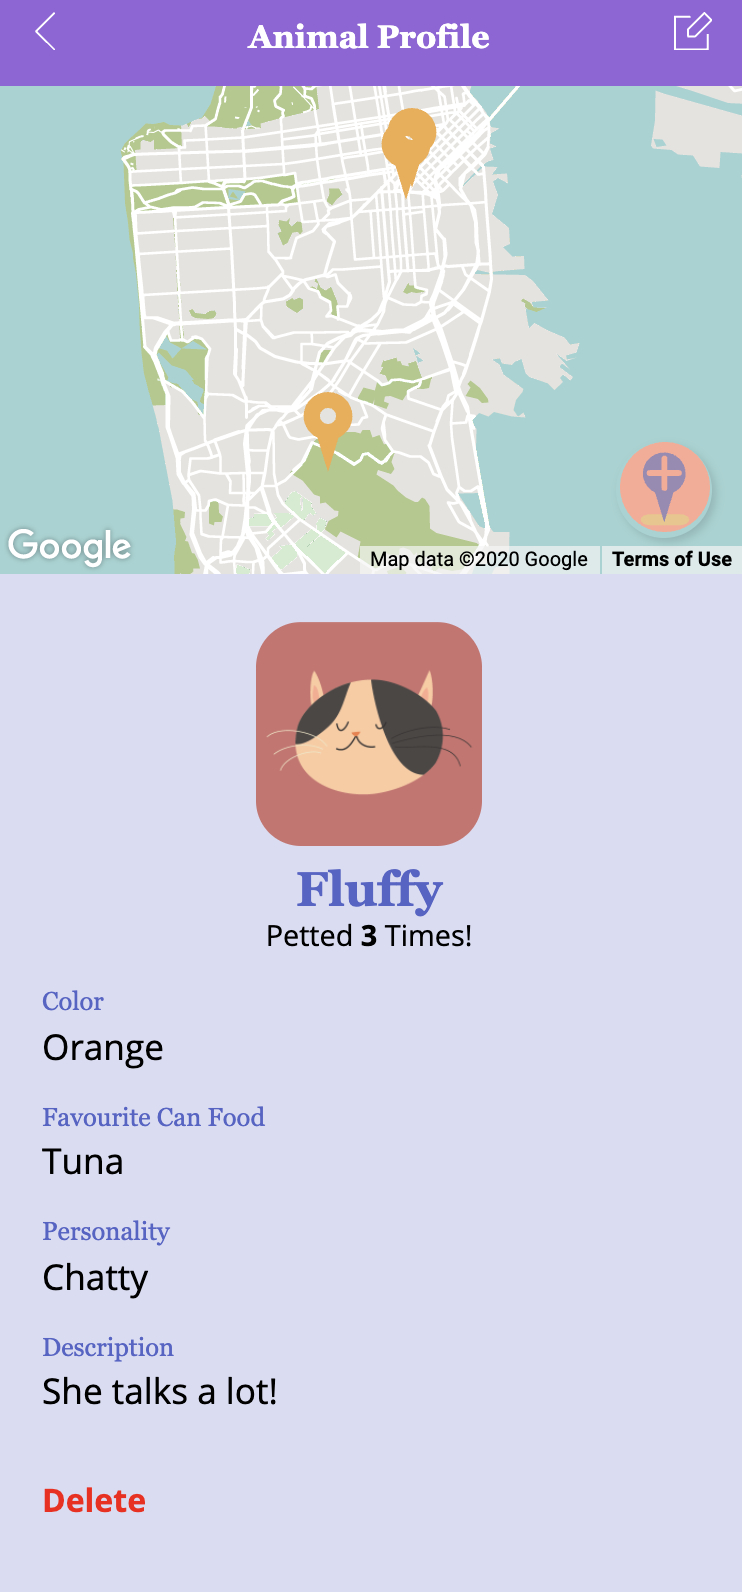 Animal Profile
Google
Map data ©2020 Google
Terms of Use
Fluffy
Petted 3 Times!
Color
Orange
Favourite Can Food
Tuna
Personality
Chatty
Description
She talks a lot!
Delete